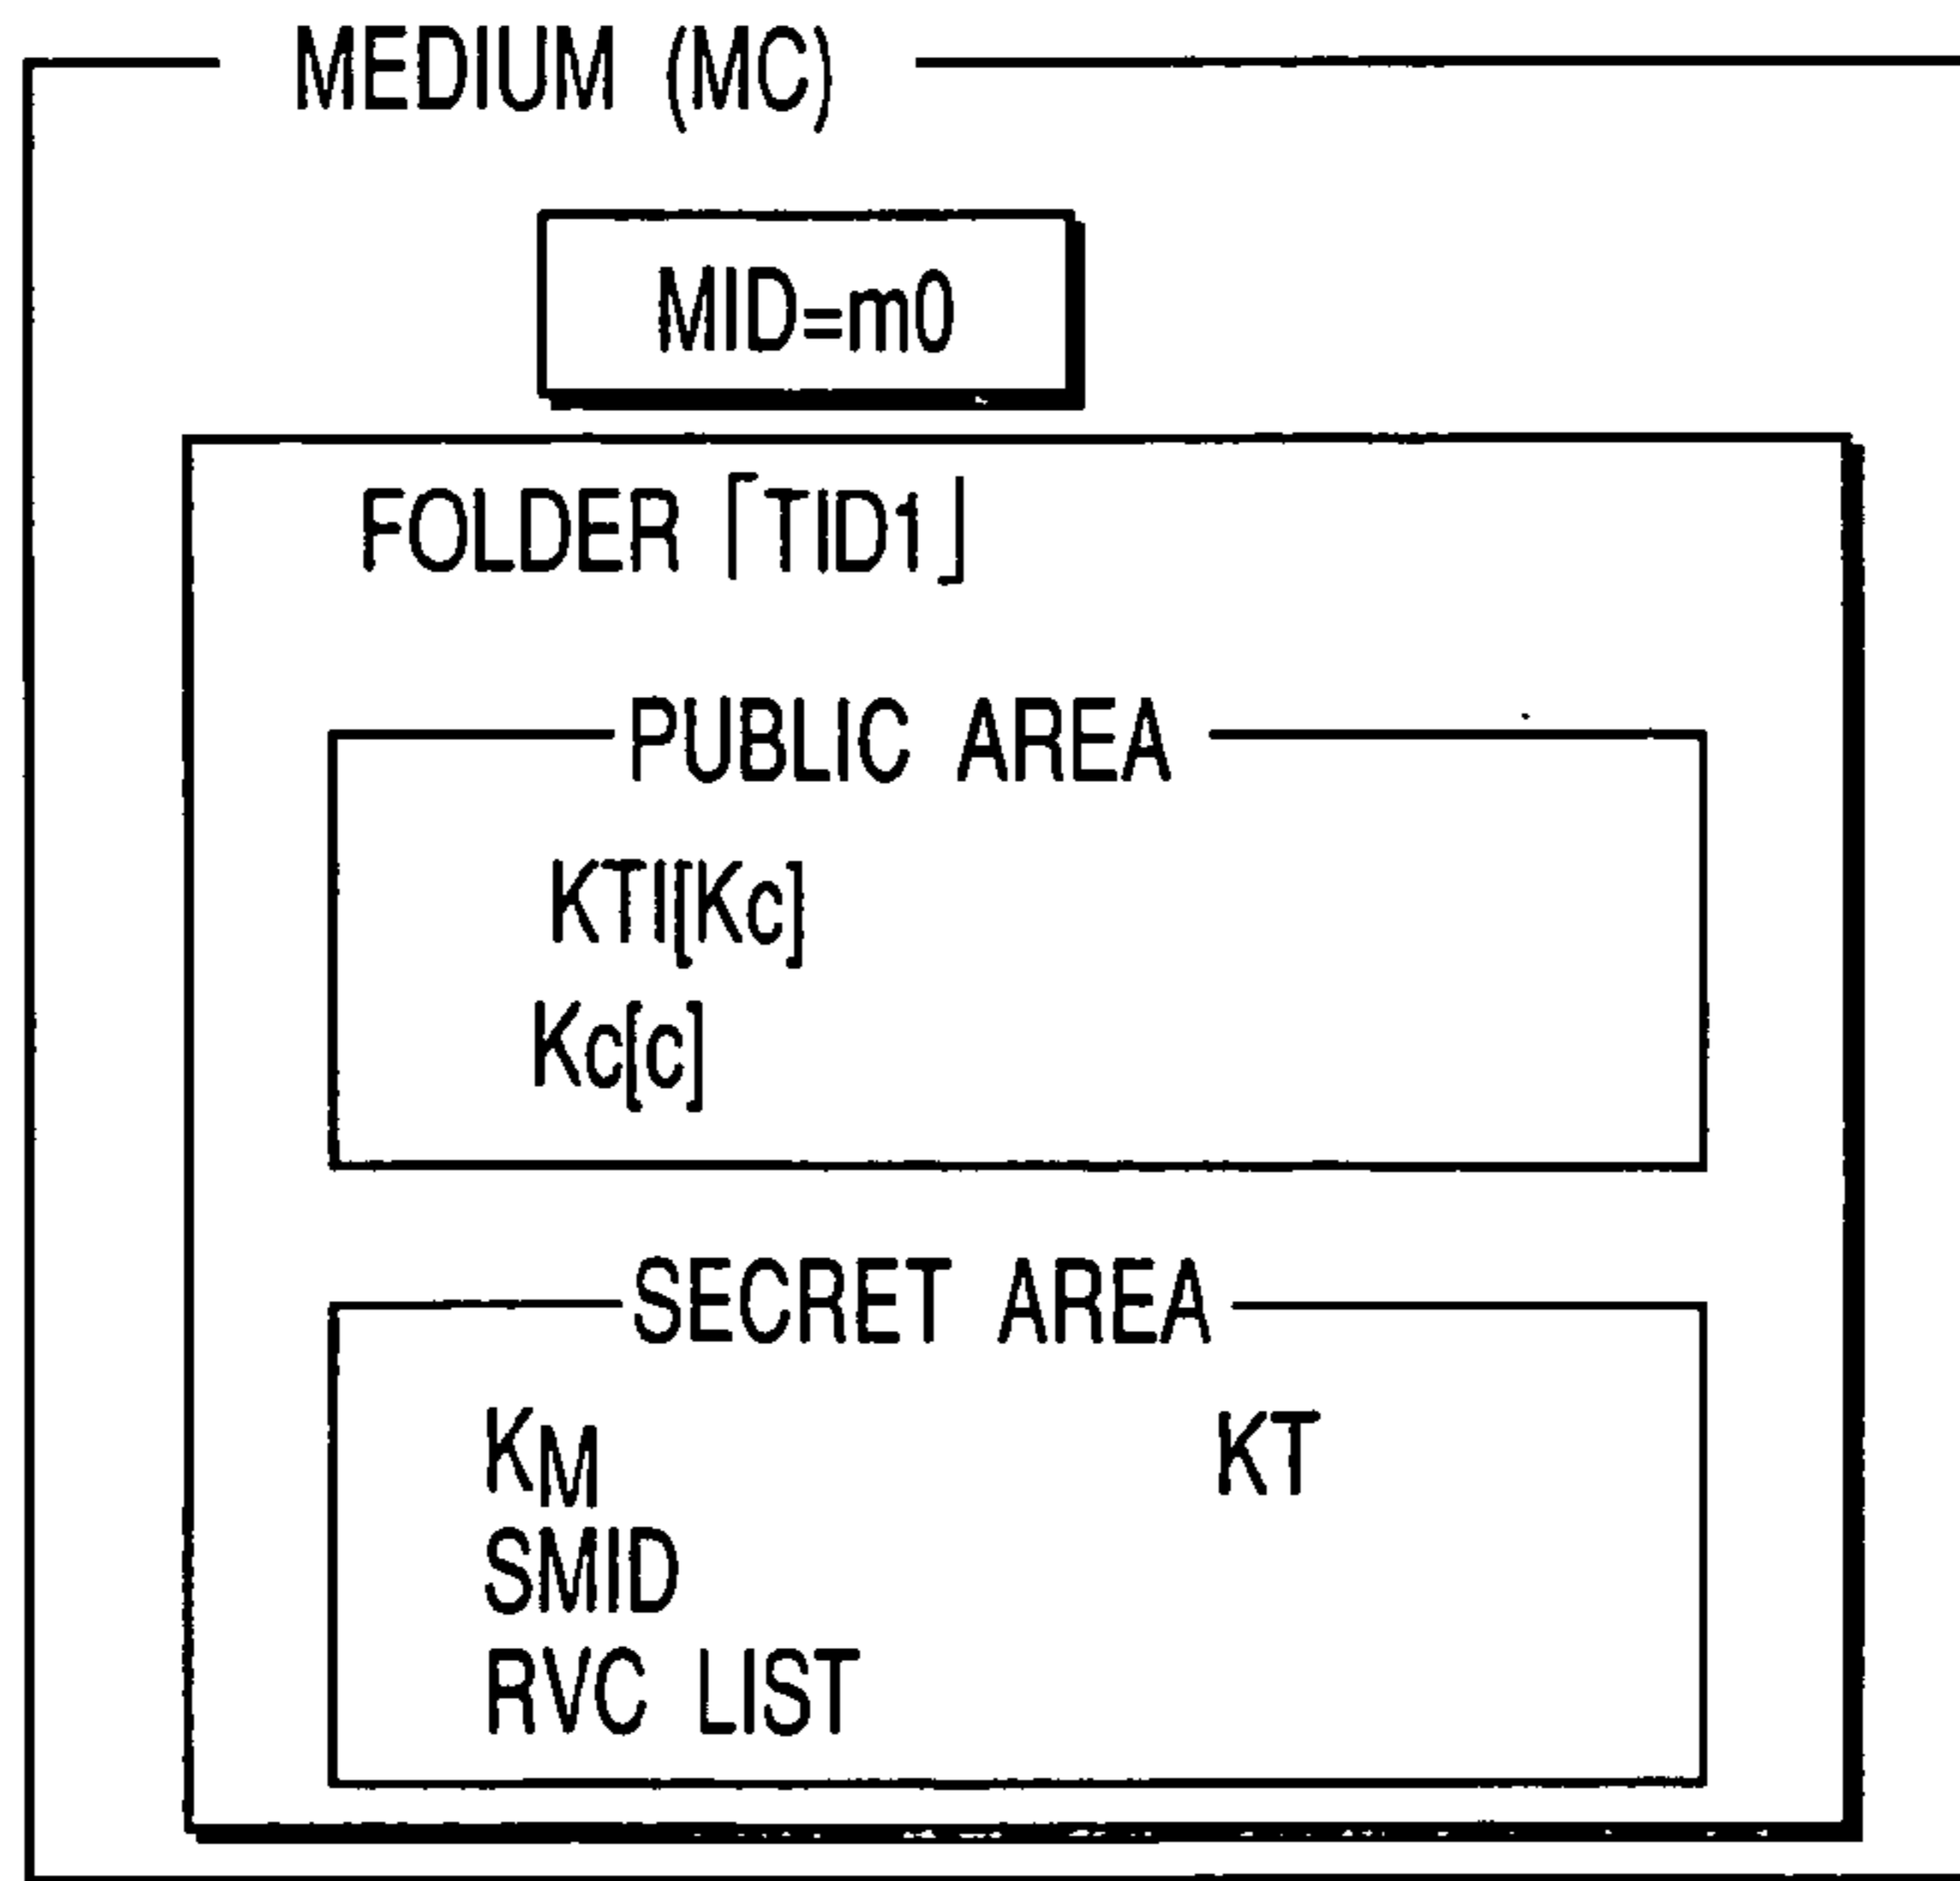 MEDIUM (MC)
MID=m0
FOLDER「TID1」
PUBLIC AREA
KTI[Kc]
Kc[c]
SECRET AREA
KM KT
SMID
RVC LIST